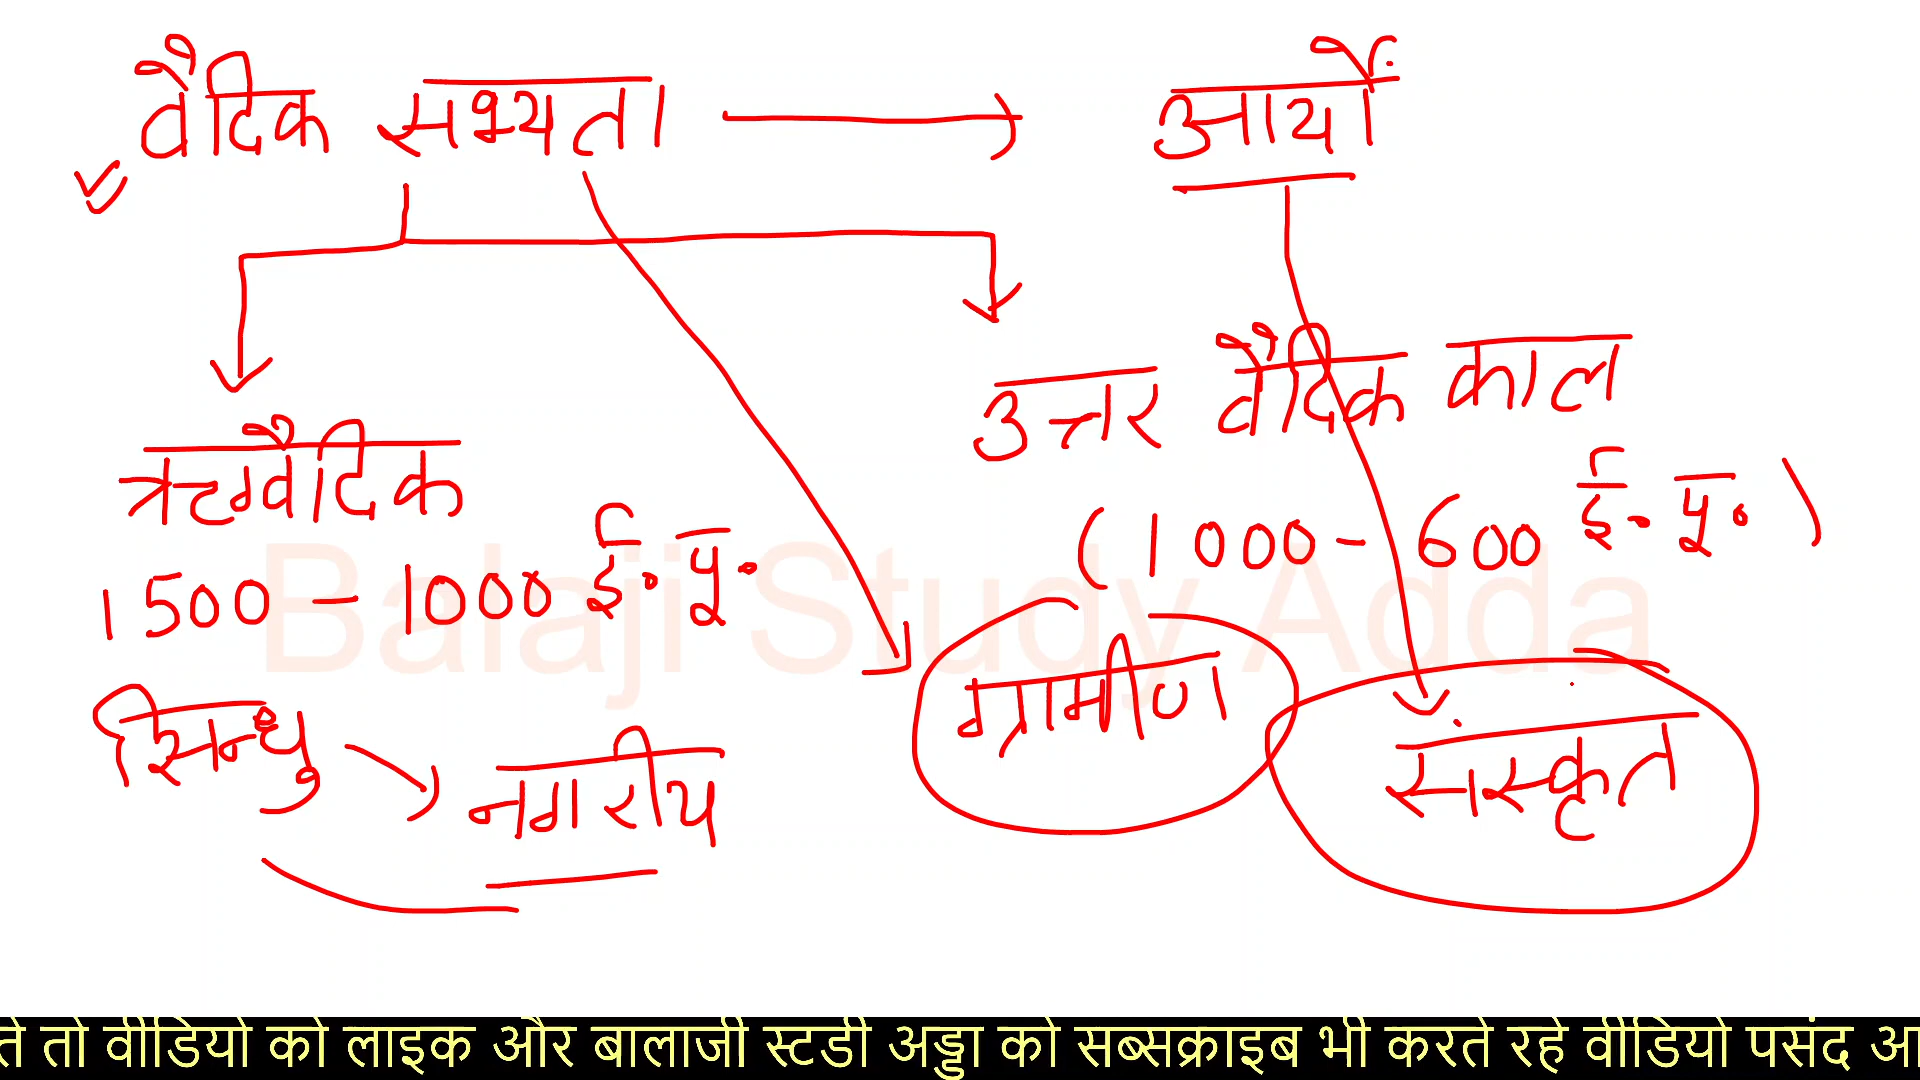 वैदिक सभ्यता → आर्यों
ऋग्वैदिक
1500 - 1000 ई. पू.
उत्तर वैदिक काल
(1000 - 600 ई. पू.)
सिन्धु → नगरीय
ग्रामीण
सांस्कृत
Balaji Study Adda
ते तो वीडियो को लाइक और बालाजी स्टडी अड्डा को सब्सक्राइब भी करते रहे वीडियो पसंद आ